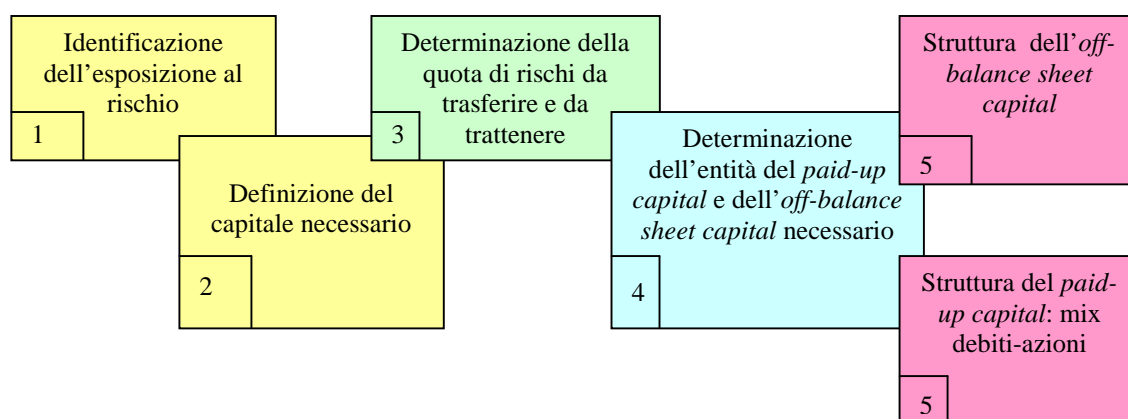 Identificazione
dell’esposizione al
rischio
1
Definizione del
capitale necessario
2
Determinazione della
quota di rischi da
trasferire e da
trattenere
3
Determinazione
dell’entità del paid-up
capital e dell’off-balance
sheet capital necessario
4
Struttura dell’off-
balance sheet
capital
5
Struttura del paid-
up capital: mix
debiti-azioni
5